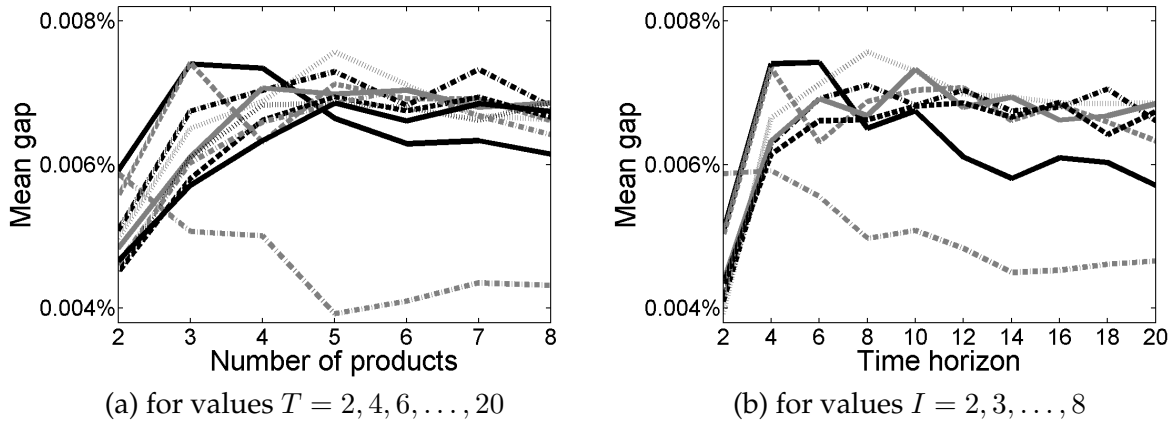 0.008%
0.006%
0.004%
Mean gap
2 3 4 5 6 7 8
Number of products
(a) for values T = 2, 4, 6, . . . , 20
0.008%
0.006%
0.004%
Mean gap
2 4 6 8 10 12 14 16 18 20
Time horizon
(b) for values I = 2, 3, . . . , 8